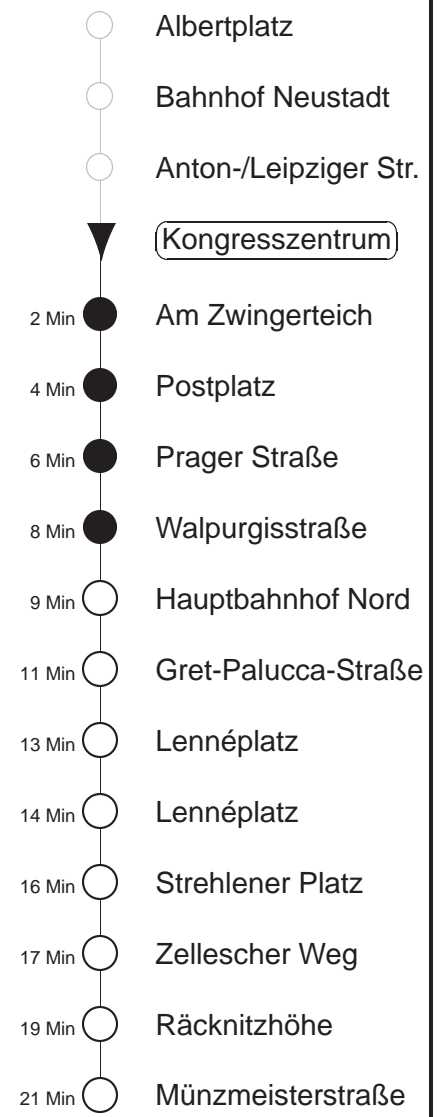 Albertplatz
Bahnhof Neustadt
Anton-/Leipziger Str.
Kongresszentrum
2 Min Am Zwingerteich
4 Min Postplatz
6 Min Prager Straße
8 Min Walpurgisstraße
9 Min Hauptbahnhof Nord
11 Min Gret-Palucca-Straße
13 Min Lennéplatz
14 Min Lennéplatz
16 Min Strehlener Platz
17 Min Zellescher Weg
19 Min Räcknitzhöhe
21 Min Münzmeisterstraße